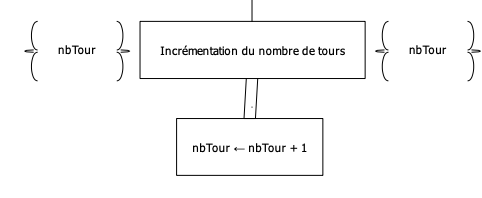 nbTour
Incrémentation du nombre de tours
nbTour
nbTour ← nbTour + 1